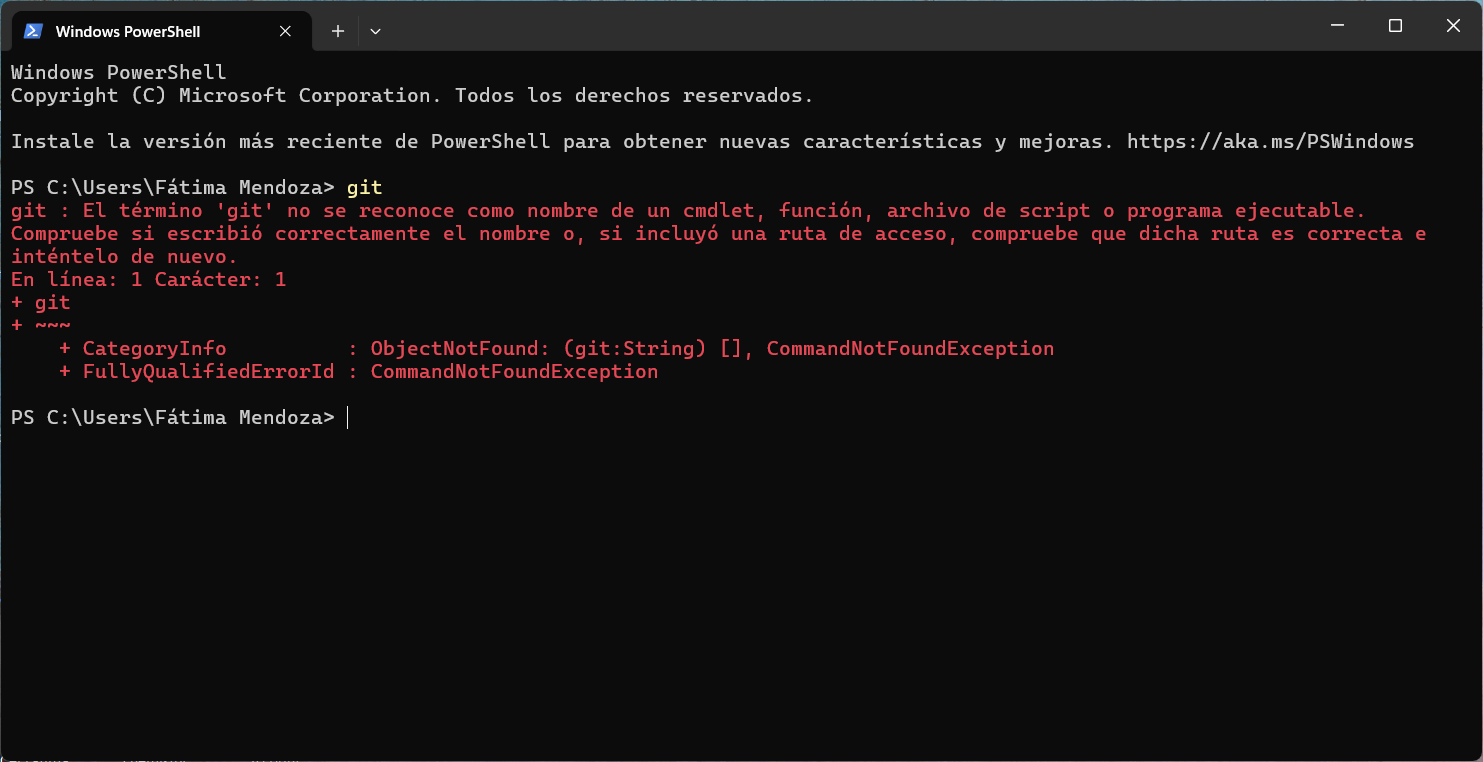 Windows PowerShell
Windows PowerShell
Copyright (C) Microsoft Corporation. Todos los derechos reservados.
Instale la versión más reciente de PowerShell para obtener nuevas características y mejoras. https://aka.ms/PSWindows
PS C:\Users\Fátima Mendoza> git
git : El término 'git' no se reconoce como nombre de un cmdlet, función, archivo de script o programa ejecutable.
Compruebe si escribió correctamente el nombre o, si incluyó una ruta de acceso, compruebe que dicha ruta es correcta e
inténtelo de nuevo.
En línea: 1 Carácter: 1
+ git
+ ~~~
    + CategoryInfo          : ObjectNotFound: (git:String) [], CommandNotFoundException
    + FullyQualifiedErrorId : CommandNotFoundException
PS C:\Users\Fátima Mendoza>